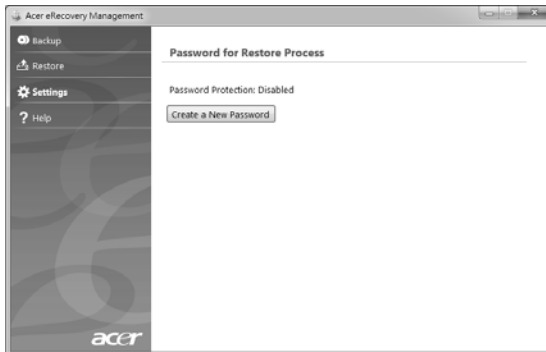 Acer eRecovery Management
Backup
Restore
Settings
Help
Password for Restore Process
Password Protection: Disabled
Create a New Password
acer